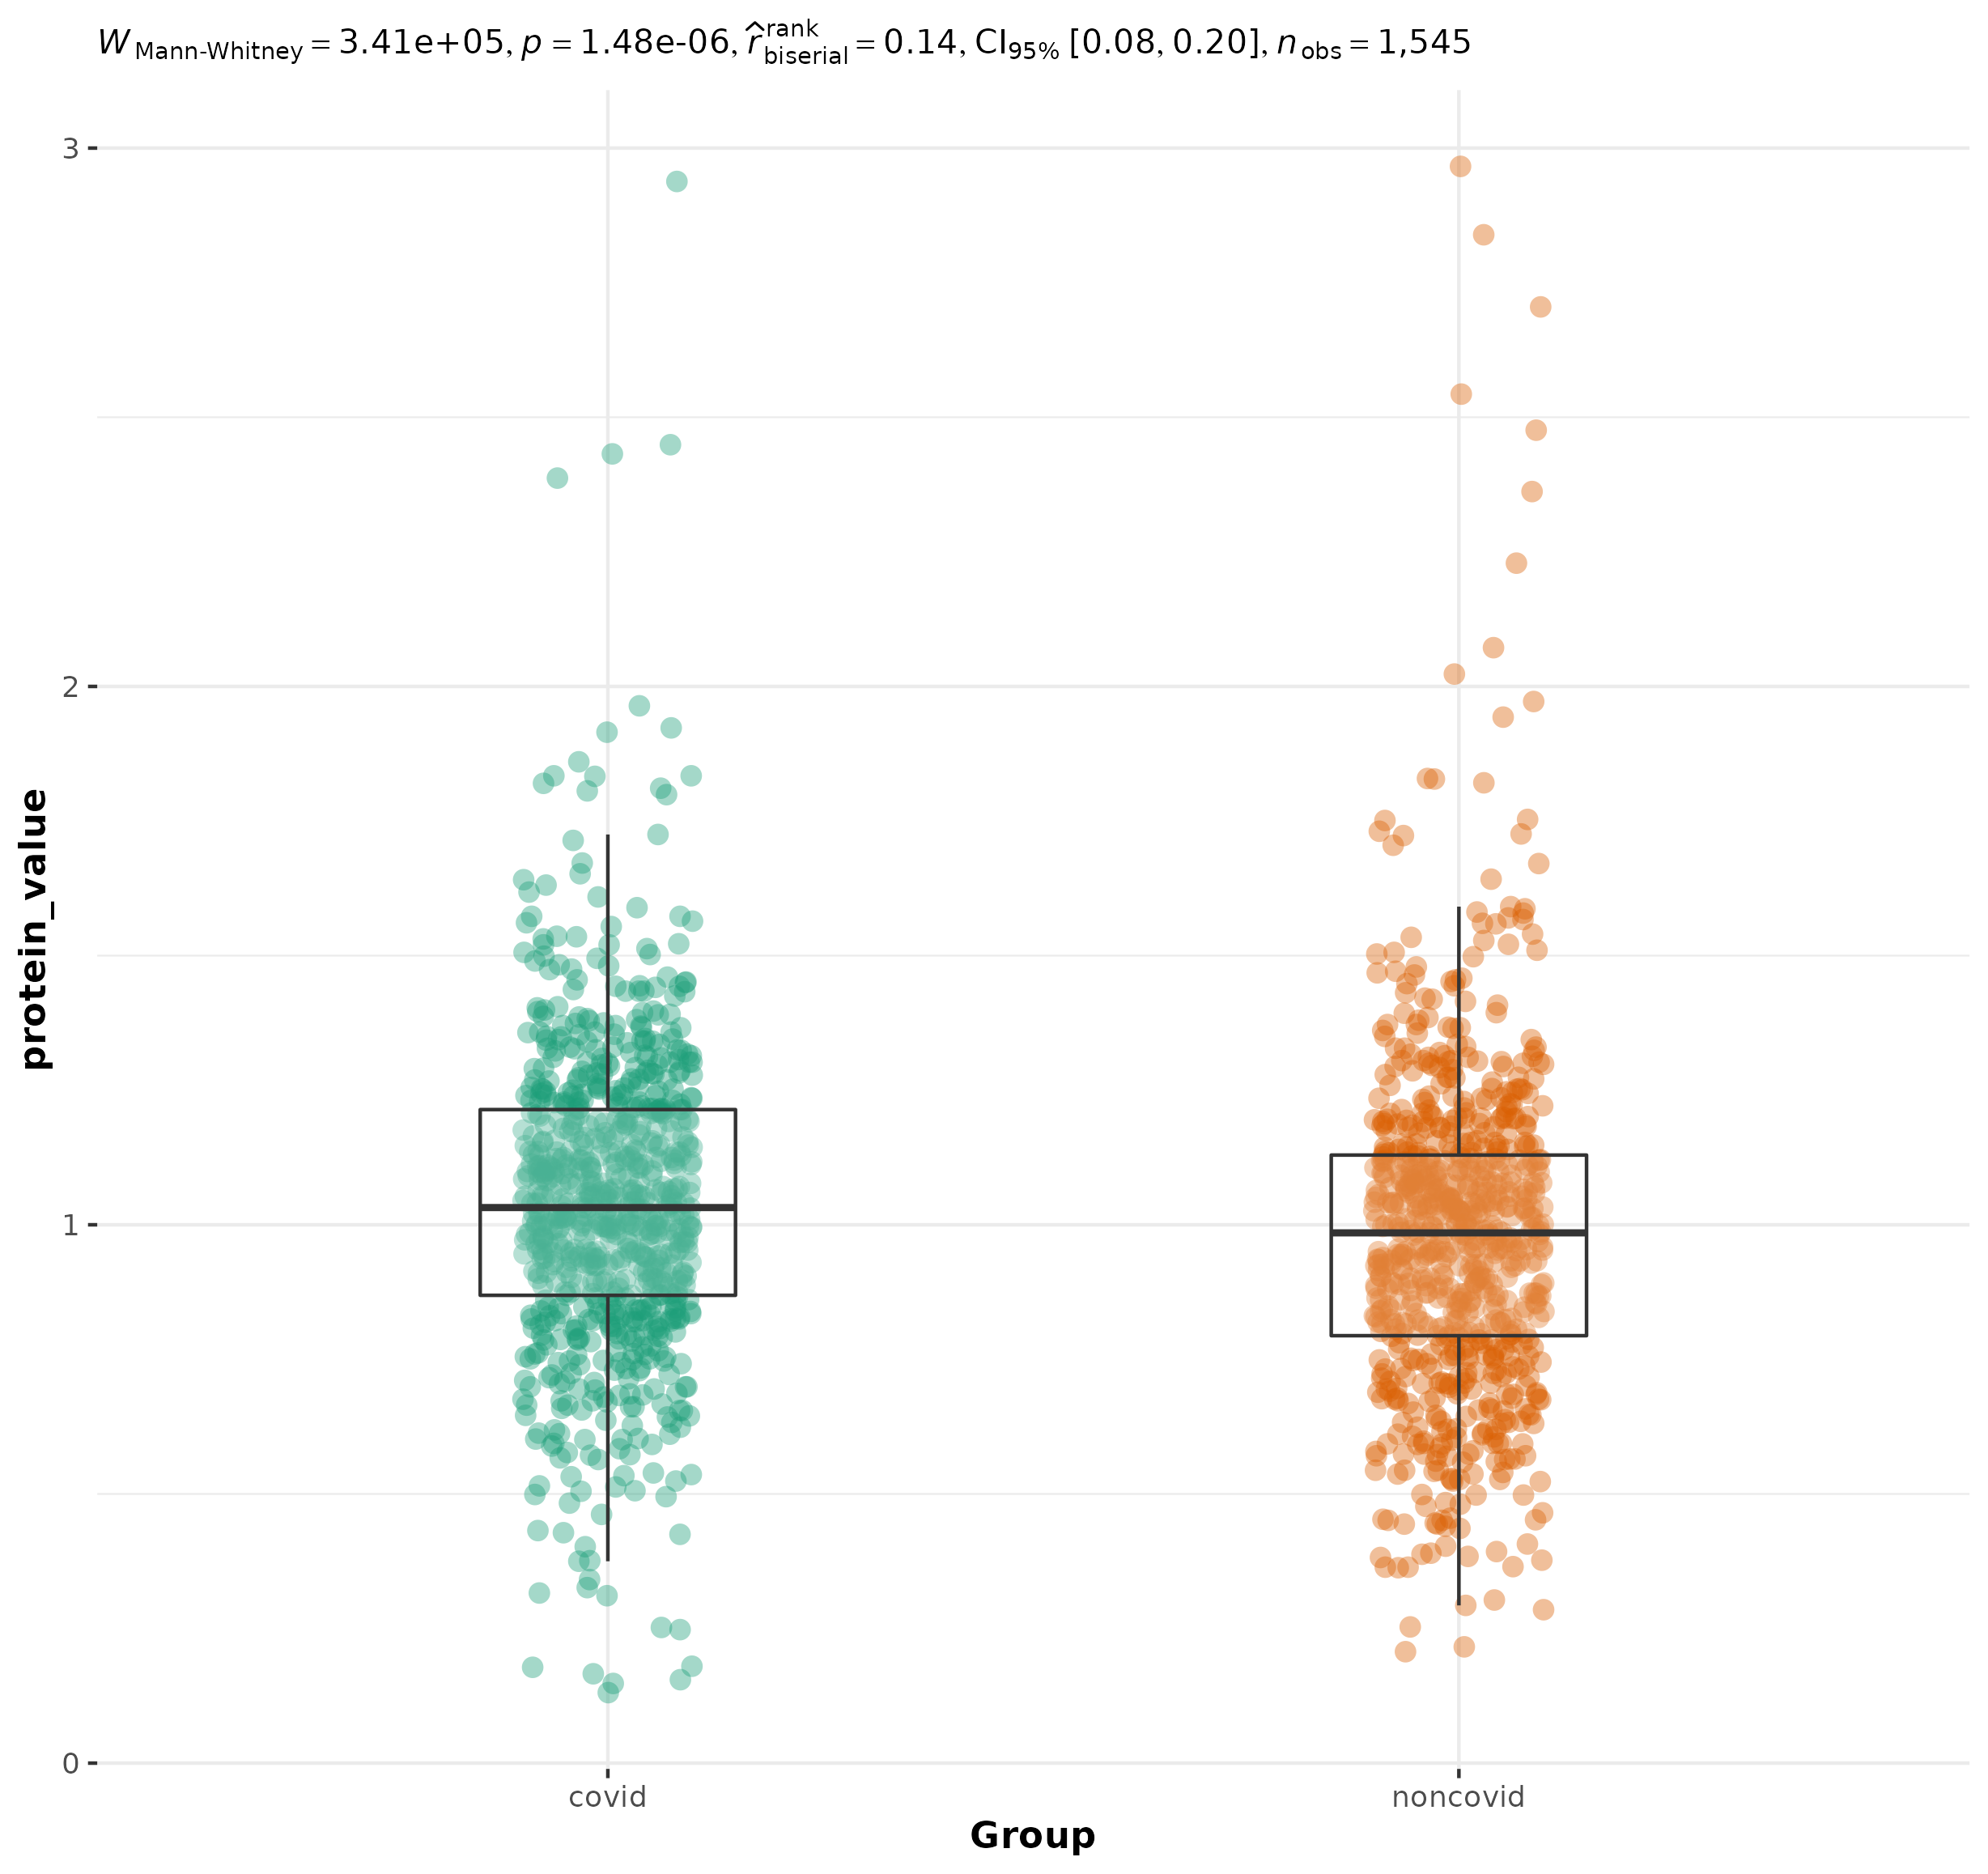 W Mann-Whitney = 3.41e+05, p = 1.48e-06, r̂ rank biserial = 0.14, CI95% [0.08, 0.20], nobs = 1,545
3
2
1
0
protein_value
covid noncovid
Group